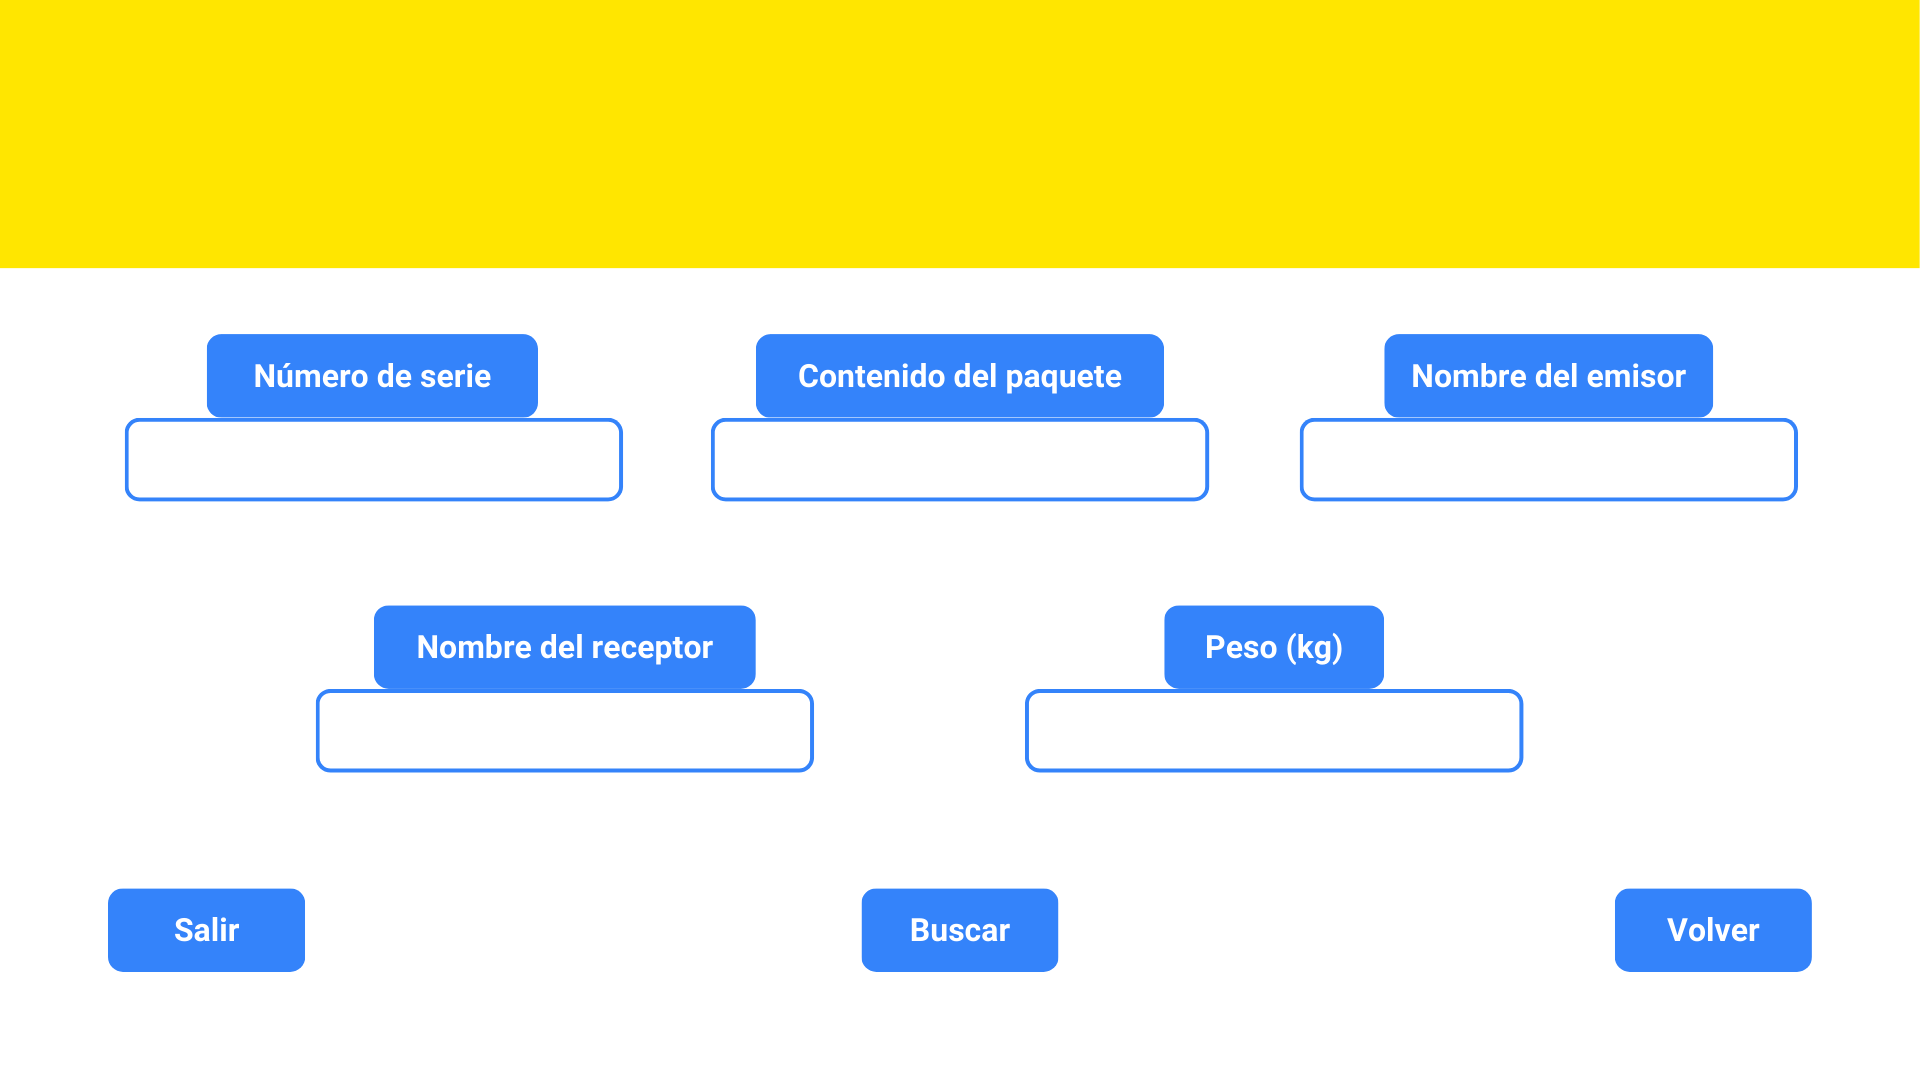 Número de serie
Contenido del paquete
Nombre del emisor
Nombre del receptor
Peso (kg)
Salir
Buscar
Volver